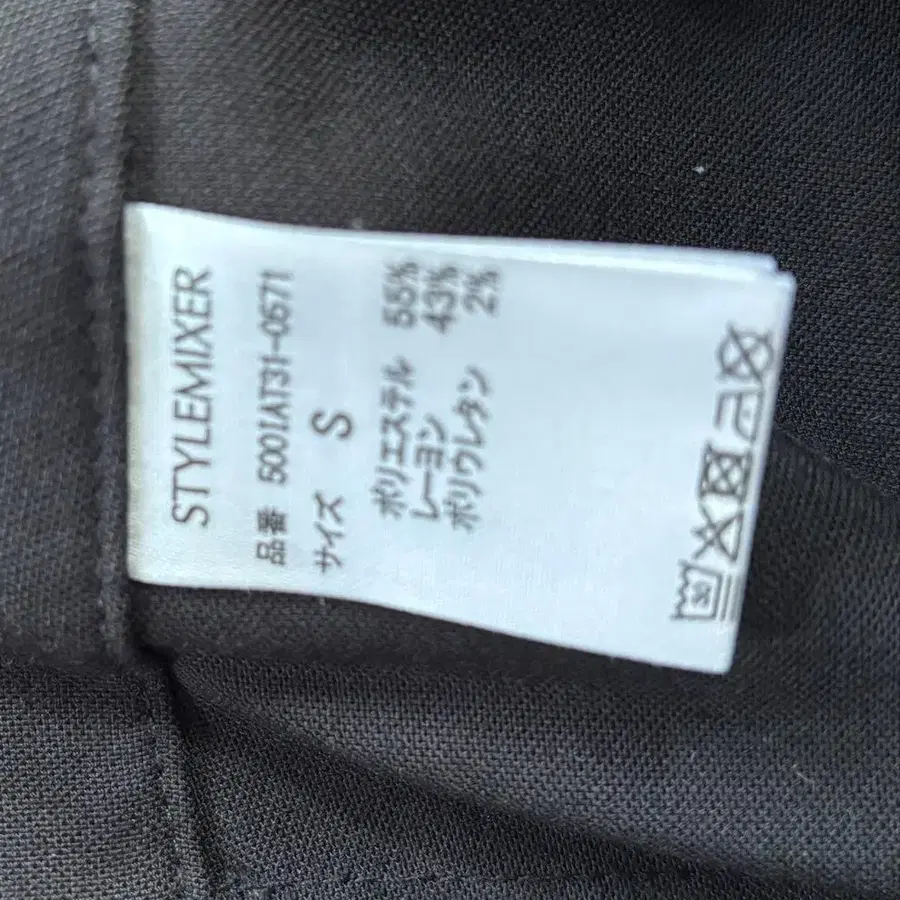 STYLEMIXER
品番 5001AT31-0571
サイズ S
ポリエステル 55%
レーヨン 43%
ポリウレタン 2%
30